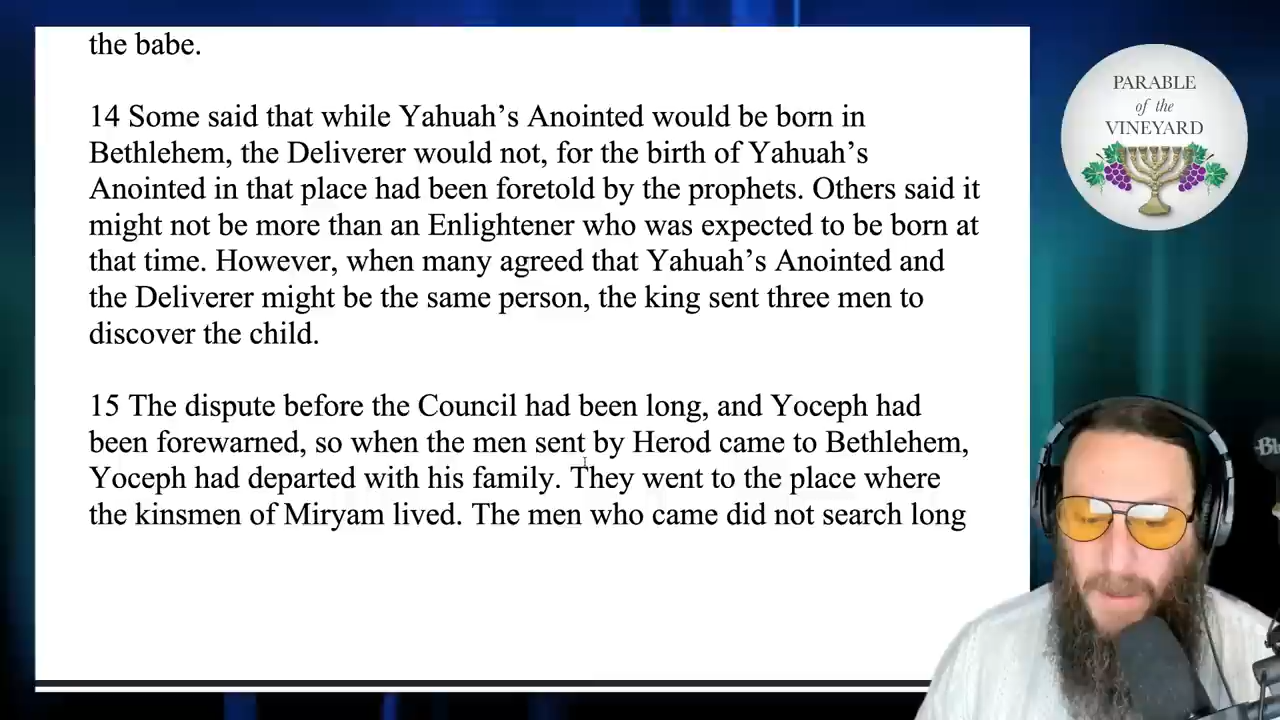 the babe.
14 Some said that while Yahuah’s Anointed would be born in
Bethlehem, the Deliverer would not, for the birth of Yahuah’s
Anointed in that place had been foretold by the prophets. Others said it
might not be more than an Enlightener who was expected to be born at
that time. However, when many agreed that Yahuah’s Anointed and
the Deliverer might be the same person, the king sent three men to
discover the child.
15 The dispute before the Council had been long, and Yoceph had
been forewarned, so when the men sent by Herod came to Bethlehem,
Yoceph had departed with his family. They went to the place where
the kinsmen of Miryam lived. The men who came did not search long
PARABLE
of the
VINEYARD